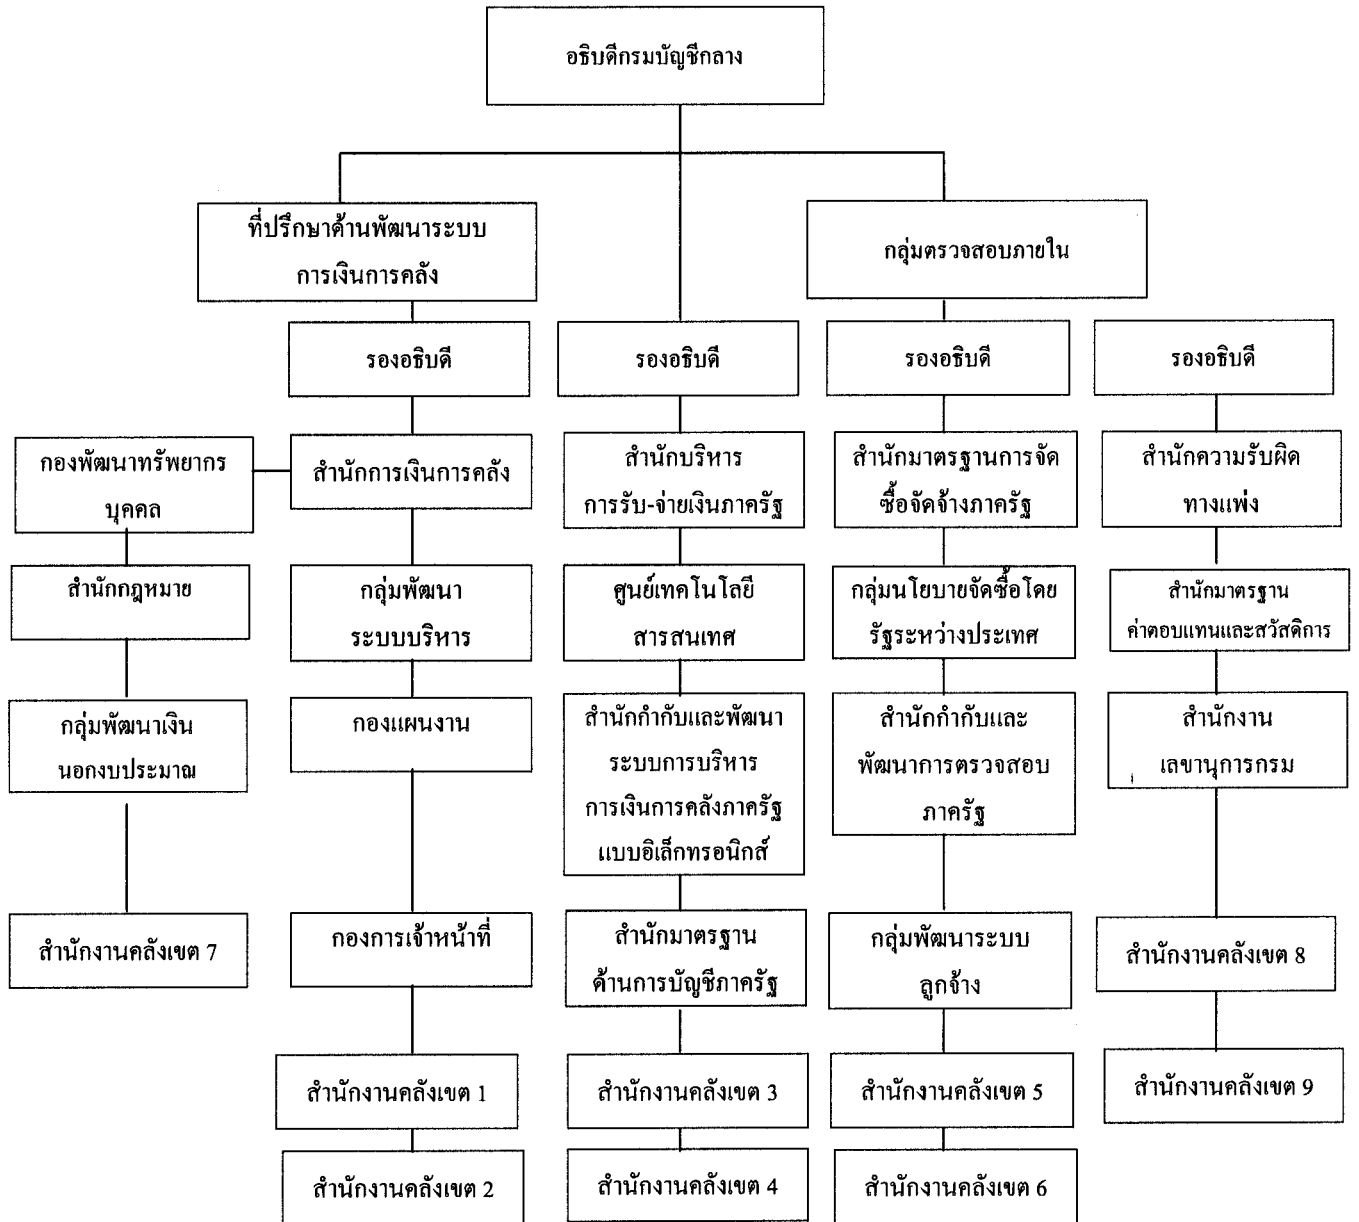 อธิบดีกรมบัญชีกลาง
ที่ปรึกษาด้านพัฒนาระบบ
การเงินการคลัง
กลุ่มตรวจสอบภายใน
รองอธิบดี
รองอธิบดี
รองอธิบดี
รองอธิบดี
กองพัฒนาทรัพยากร
บุคคล
สำนักการเงินการคลัง
สำนักบริหาร
การรับ-จ่ายเงินภาครัฐ
สำนักมาตรฐานการจัด
ซื้อจัดจ้างภาครัฐ
สำนักความรับผิด
ทางแพ่ง
สำนักกฎหมาย
กลุ่มพัฒนา
ระบบบริหาร
ศูนย์เทคโนโลยี
สารสนเทศ
กลุ่มนโยบายจัดซื้อโดย
รัฐระหว่างประเทศ
สำนักมาตรฐาน
ค่าตอบแทนและสวัสดิการ
กลุ่มพัฒนาเงิน
นอกงบประมาณ
กองแผนงาน
สำนักกำกับและพัฒนา
ระบบการบริหาร
การเงินการคลังภาครัฐ
แบบอิเล็กทรอนิกส์
สำนักกำกับและ
พัฒนาการตรวจสอบ
ภาครัฐ
สำนักงาน
เลขานุการกรม
สำนักงานคลังเขต 7
กองการเจ้าหน้าที่
สำนักมาตรฐาน
ด้านการบัญชีภาครัฐ
กลุ่มพัฒนาระบบ
ลูกจ้าง
สำนักงานคลังเขต 8
สำนักงานคลังเขต 1
สำนักงานคลังเขต 3
สำนักงานคลังเขต 5
สำนักงานคลังเขต 9
สำนักงานคลังเขต 2
สำนักงานคลังเขต 4
สำนักงานคลังเขต 6